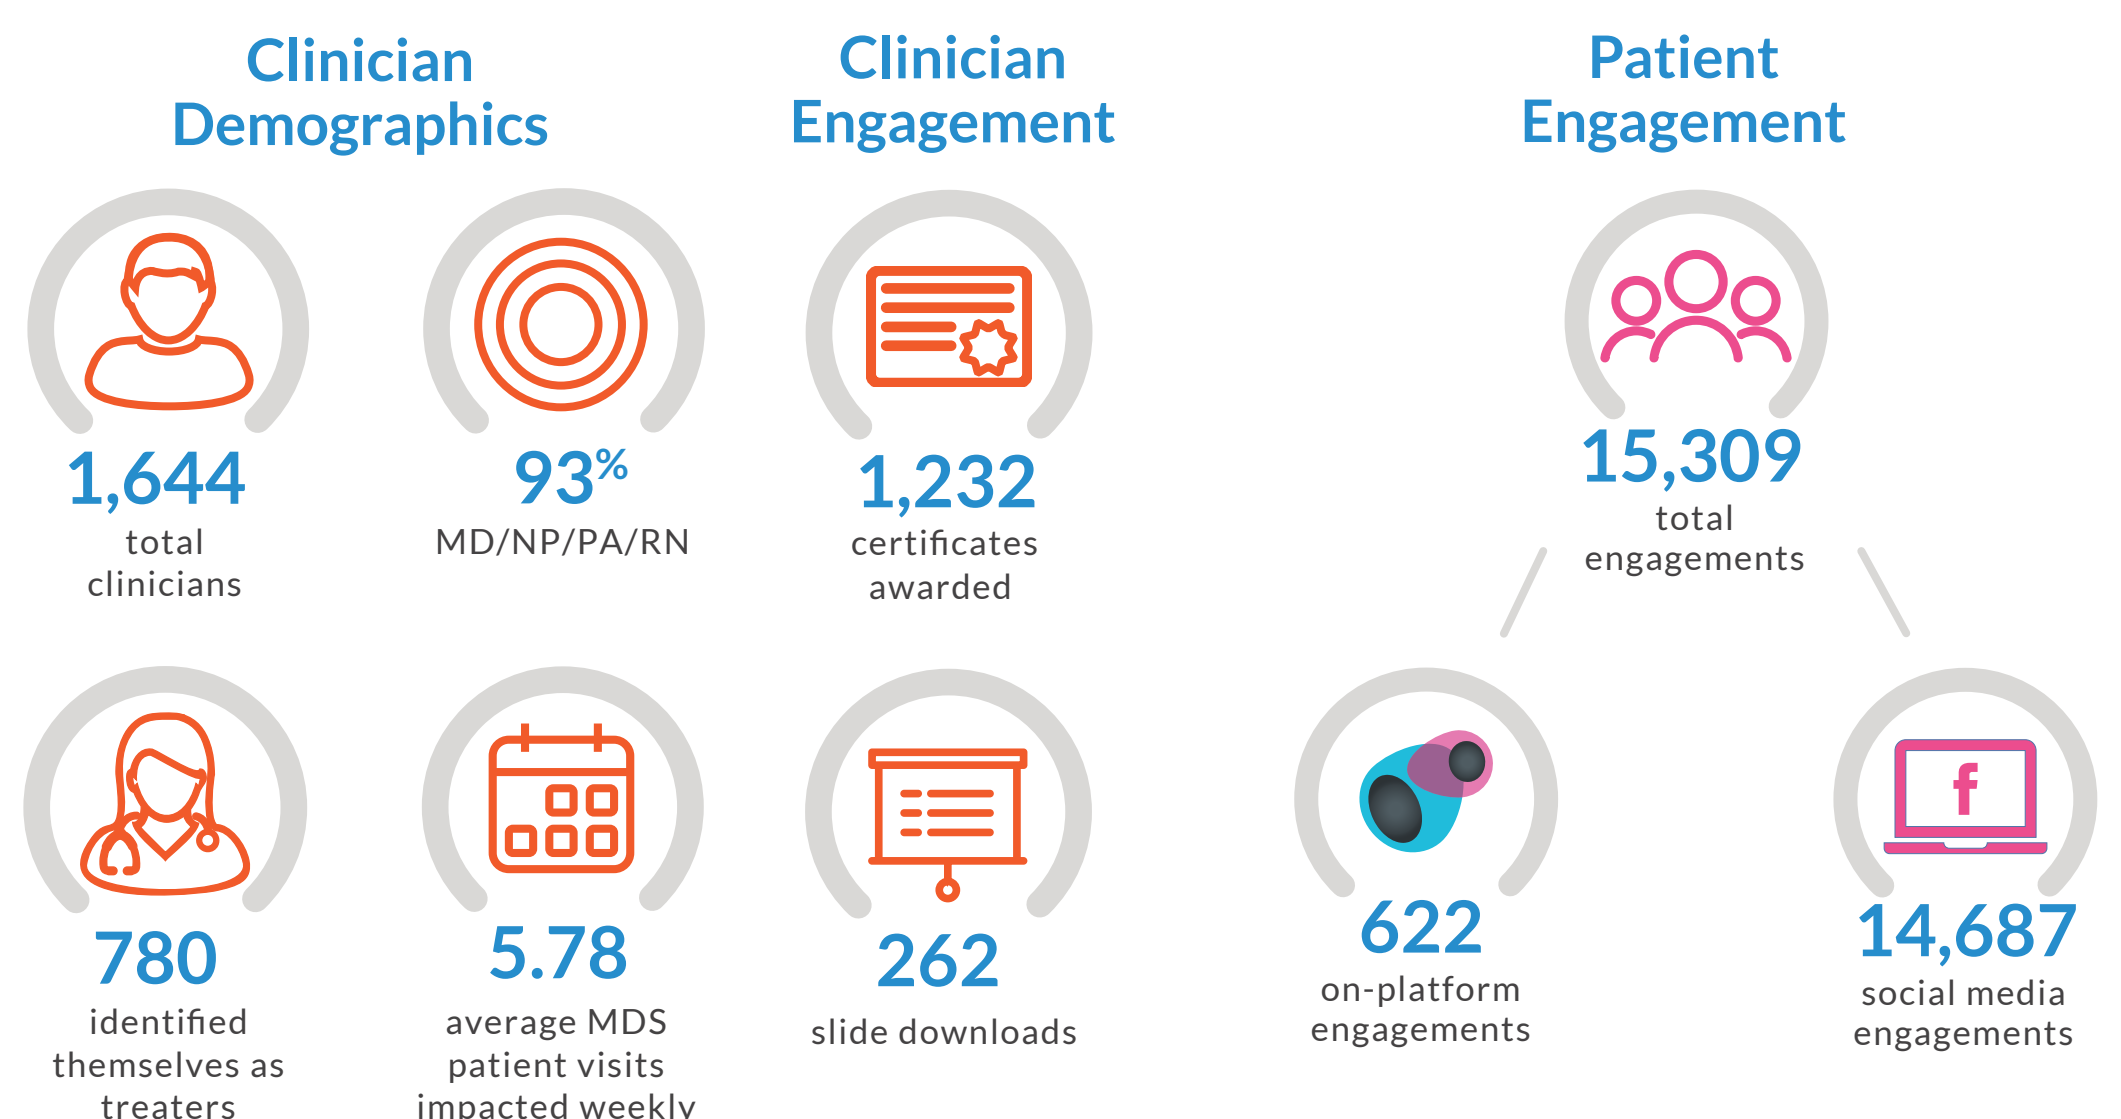 Clinician
Demographics
1,644
total
clinicians
93%
MD/NP/PA/RN
780
identified
themselves as
treaters
5.78
average MDS
patient visits
impacted weekly
Clinician
Engagement
1,232
certificates
awarded
262
slide downloads
Patient
Engagement
15,309
total
engagements
622
on-platform
engagements
f
14,687
social media
engagements